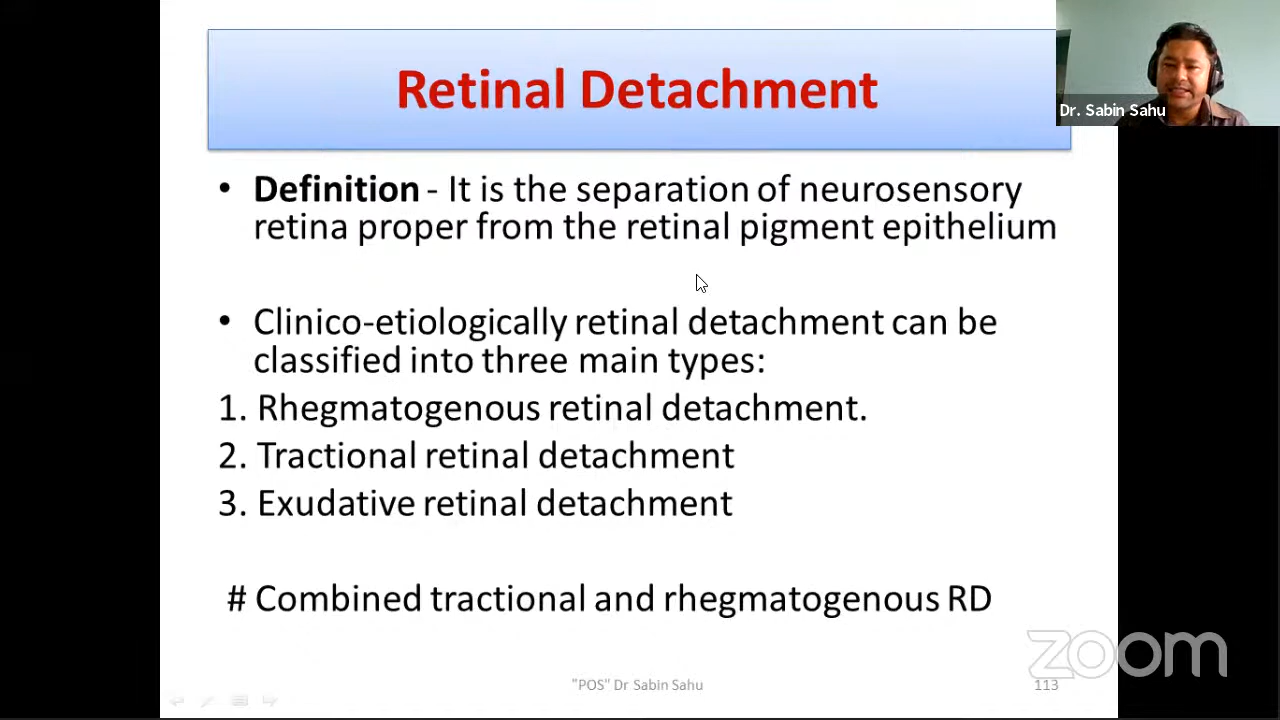 Retinal Detachment
Dr. Sabin Sahu
• Definition - It is the separation of neurosensory
retina proper from the retinal pigment epithelium
• Clinico-etiologically retinal detachment can be
classified into three main types:
1. Rhegmatogenous retinal detachment.
2. Tractional retinal detachment
3. Exudative retinal detachment
# Combined tractional and rhegmatogenous RD
zoom
"POS" Dr Sabin Sahu
113